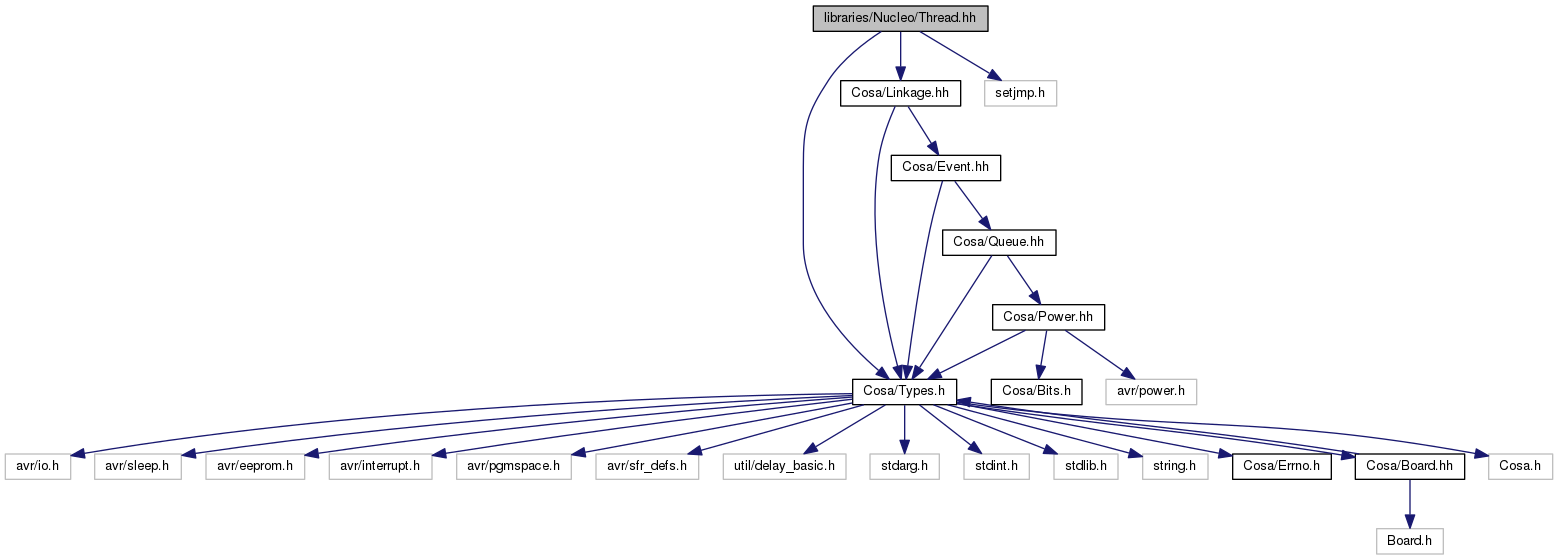 libraries/Nucleo/Thread.hh
Cosa/Linkage.hh
setjmp.h
Cosa/Event.hh
Cosa/Queue.hh
Cosa/Power.hh
Cosa/Types.h
Cosa/Bits.h
avr/power.h
avr/io.h
avr/sleep.h
avr/eeprom.h
avr/interrupt.h
avr/pgmspace.h
avr/sfr_defs.h
util/delay_basic.h
stdarg.h
stdint.h
stdlib.h
string.h
Cosa/Errno.h
Cosa/Board.hh
Cosa.h
Board.h